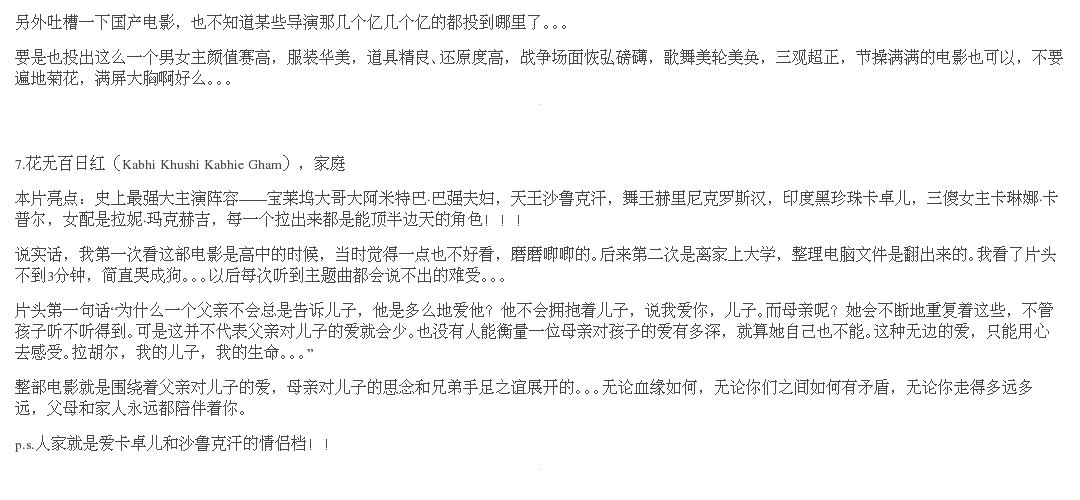 另外吐槽一下国产电影，也不知道某些导演那几个亿几个亿的都投到哪里了。。。
要是也投出这么一个男女主颜值赛高，服装华美，道具精良、还原度高，战争场面恢弘磅礴，歌舞美轮美奂，三观超正，节操满满的电影也可以，不要
遍地菊花，满屏大胸啊好么。。。
7.花无百日红（Kabhi Khushi Kabhie Gham），家庭
本片亮点：史上最强大主演阵容——宝莱坞大哥大阿米特巴·巴强夫妇，天王沙鲁克汗，舞王赫里尼克罗斯汉，印度黑珍珠卡卓儿，三傻女主卡琳娜·卡
普尔，女配是拉妮·玛克赫吉，每一个拉出来都是能顶半边天的角色！！！
说实话，我第一次看这部电影是高中的时候，当时觉得一点也不好看，磨磨唧唧的。后来第二次是离家上大学，整理电脑文件是翻出来的。我看了片头
不到3分钟，简直哭成狗。。。以后每次听到主题曲都会说不出的难受。。。
片头第一句话“为什么一个父亲不会总是告诉儿子，他是多么地爱他？他不会拥抱着儿子，说我爱你，儿子。而母亲呢？她会不断地重复着这些，不管
孩子听不听得到。可是这并不代表父亲对儿子的爱就会少。也没有人能衡量一位母亲对孩子的爱有多深，就算她自己也不能。这种无边的爱，只能用心
去感受。拉胡尔，我的儿子，我的生命。。。”
整部电影就是围绕着父亲对儿子的爱，母亲对儿子的思念和兄弟手足之谊展开的。。。无论血缘如何，无论你们之间如何有矛盾，无论你走得多远多
远，父母和家人永远都陪伴着你。
p.s.人家就是爱卡卓儿和沙鲁克汗的情侣档！！